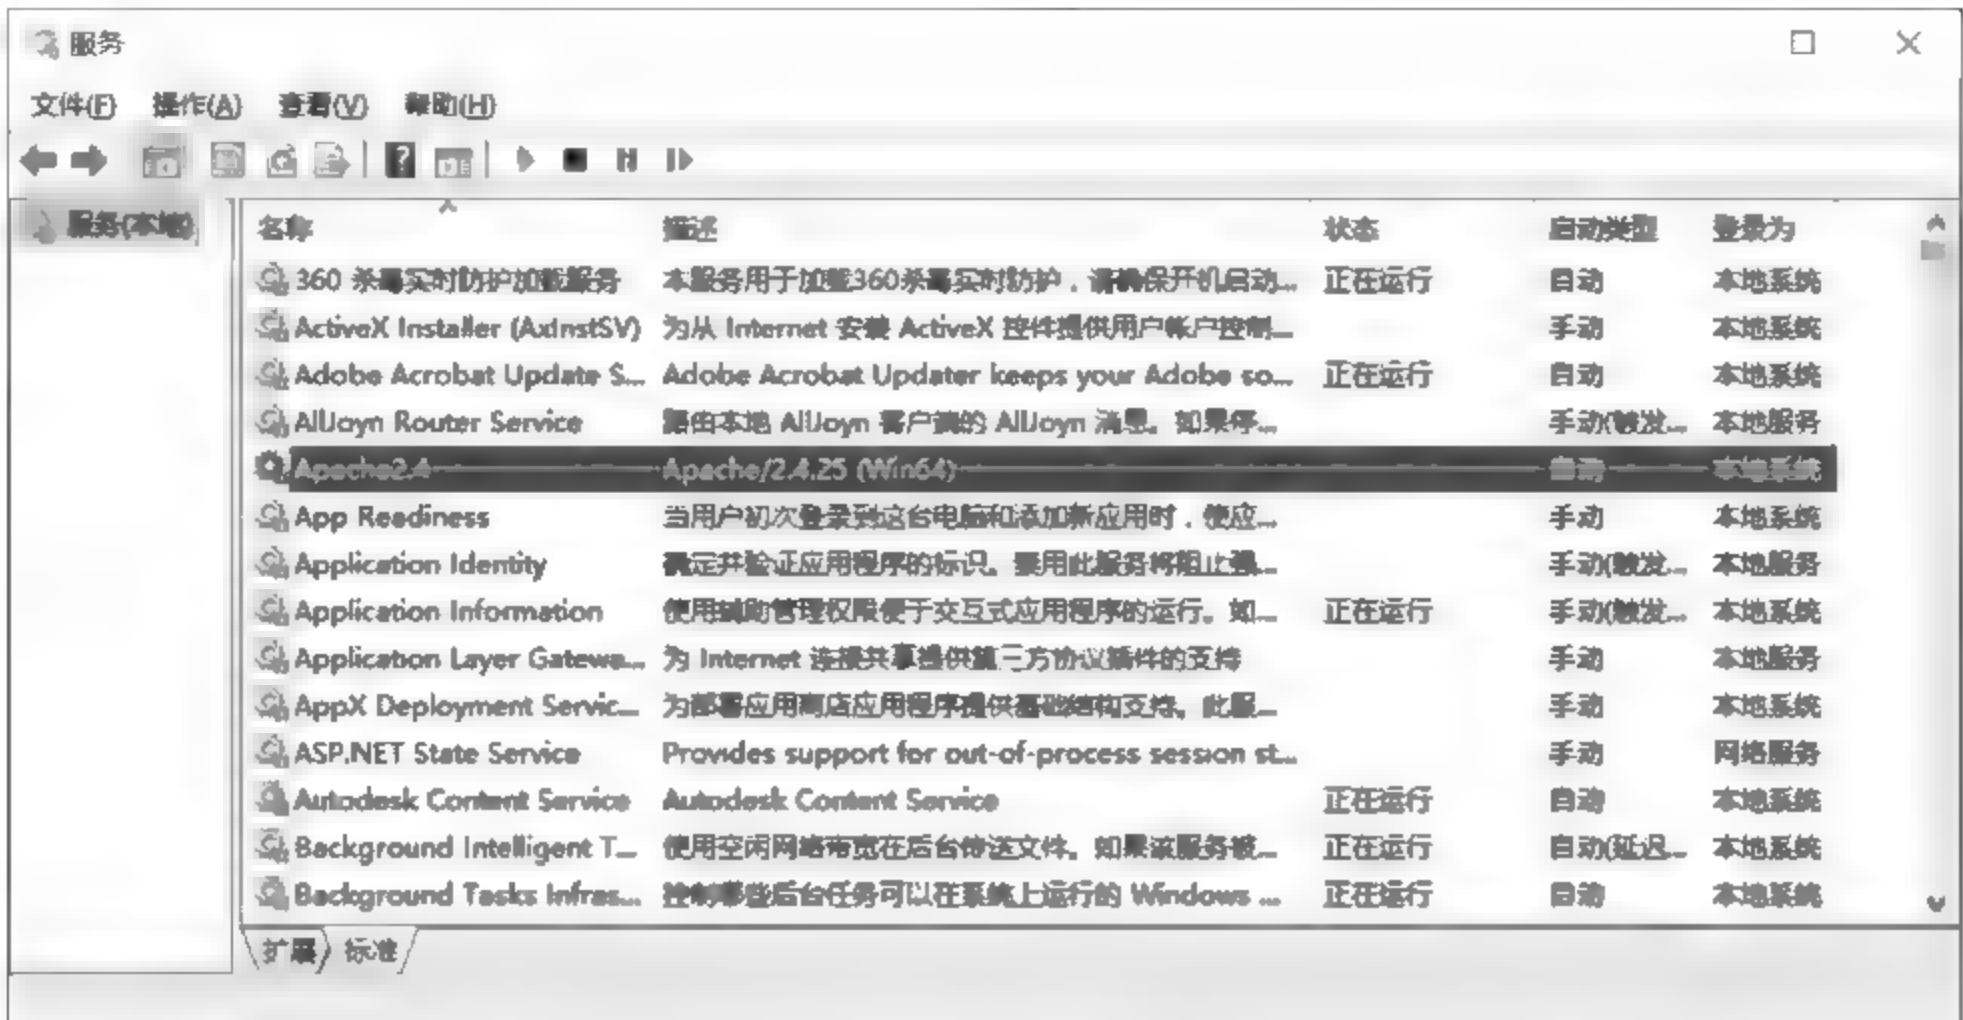 服务
文件(F) 操作(A) 查看(V) 帮助(H)
服务(本地)
名称 描述 状态 启动类型 登录为
360 杀毒实时防护加载服务 本服务用于加载360杀毒实时防护，请确保开机启动... 正在运行 自动 本地系统
ActiveX Installer (AxInstSV) 为从 Internet 安装 ActiveX 控件提供用户帐户控制... 手动 本地系统
Adobe Acrobat Update S... Adobe Acrobat Updater keeps your Adobe so... 正在运行 自动 本地系统
AllJoyn Router Service 路由本地 AllJoyn 客户端的 AllJoyn 消息。如果停... 手动(触发... 本地服务
Apache2.4 Apache/2.4.25 (Win64) 自动 本地系统
App Readiness 当用户初次登录到这台电脑和添加新应用时，使应... 手动 本地系统
Application Identity 确定并验证应用程序的标识。禁用此服务将阻止强... 手动(触发... 本地服务
Application Information 使用辅助管理权限便于交互式应用程序的运行。如... 正在运行 手动(触发... 本地系统
Application Layer Gatewa... 为 Internet 连接共享提供第三方协议插件的支持 手动 本地服务
AppX Deployment Servic... 为部署应用商店应用程序提供基础结构支持。此服... 手动 本地系统
ASP.NET State Service Provides support for out-of-process session st... 手动 网络服务
Autodesk Content Service Autodesk Content Service 正在运行 自动 本地系统
Background Intelligent T... 使用空闲网络带宽在后台传送文件。如果该服务被... 正在运行 自动(延迟... 本地系统
Background Tasks Infras... 控制哪些后台任务可以在系统上运行的 Windows ... 正在运行 自动 本地系统
扩展 标准